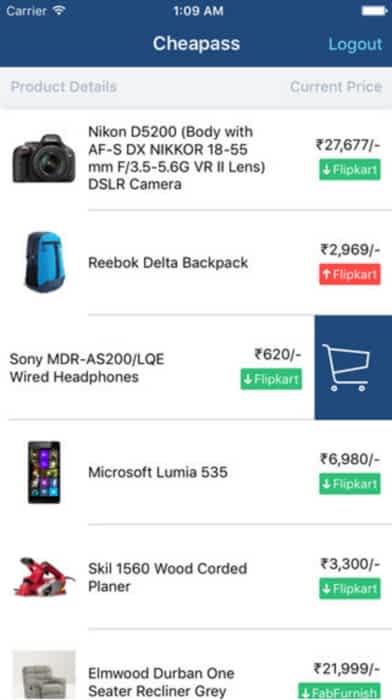 Carrier 1:09 AM
Cheapass Logout
Product Details Current Price
Nikon D5200 (Body with
AF-S DX NIKKOR 18-55
mm F/3.5-5.6G VR II Lens)
DSLR Camera
₹27,677/-
↓Flipkart
Reebok Delta Backpack
₹2,969/-
↑Flipkart
Sony MDR-AS200/LQE
Wired Headphones
₹620/-
↓Flipkart
Microsoft Lumia 535
₹6,980/-
↓Flipkart
Skil 1560 Wood Corded
Planer
₹3,300/-
↓Flipkart
Elmwood Durban One
Seater Recliner Grey
₹21,999/-
↓FabFurnish